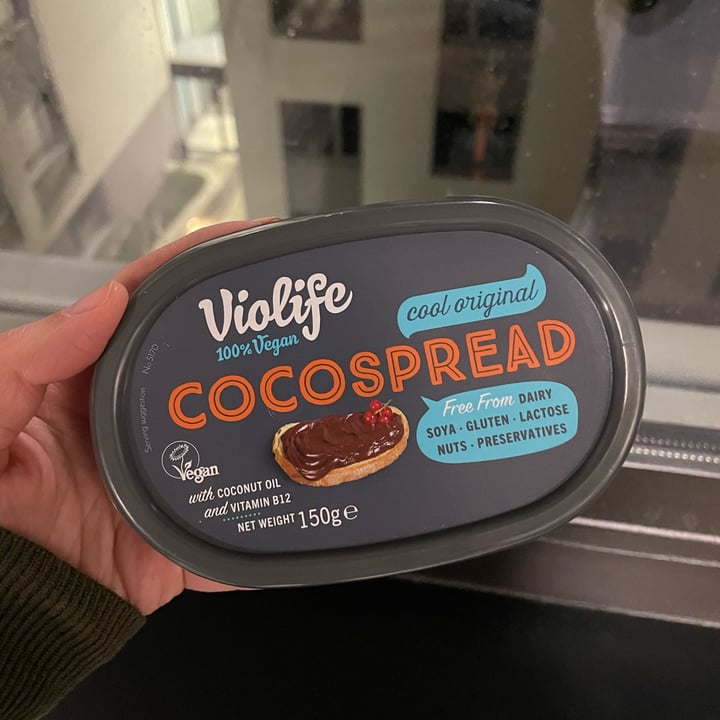 Violife
100% Vegan
cool original
COCOSPREAD
Free From DAIRY
SOYA · GLUTEN · LACTOSE
NUTS · PRESERVATIVES
Vegan
with COCONUT OIL
and VITAMIN B12
NET WEIGHT 150g e
Serving suggestion